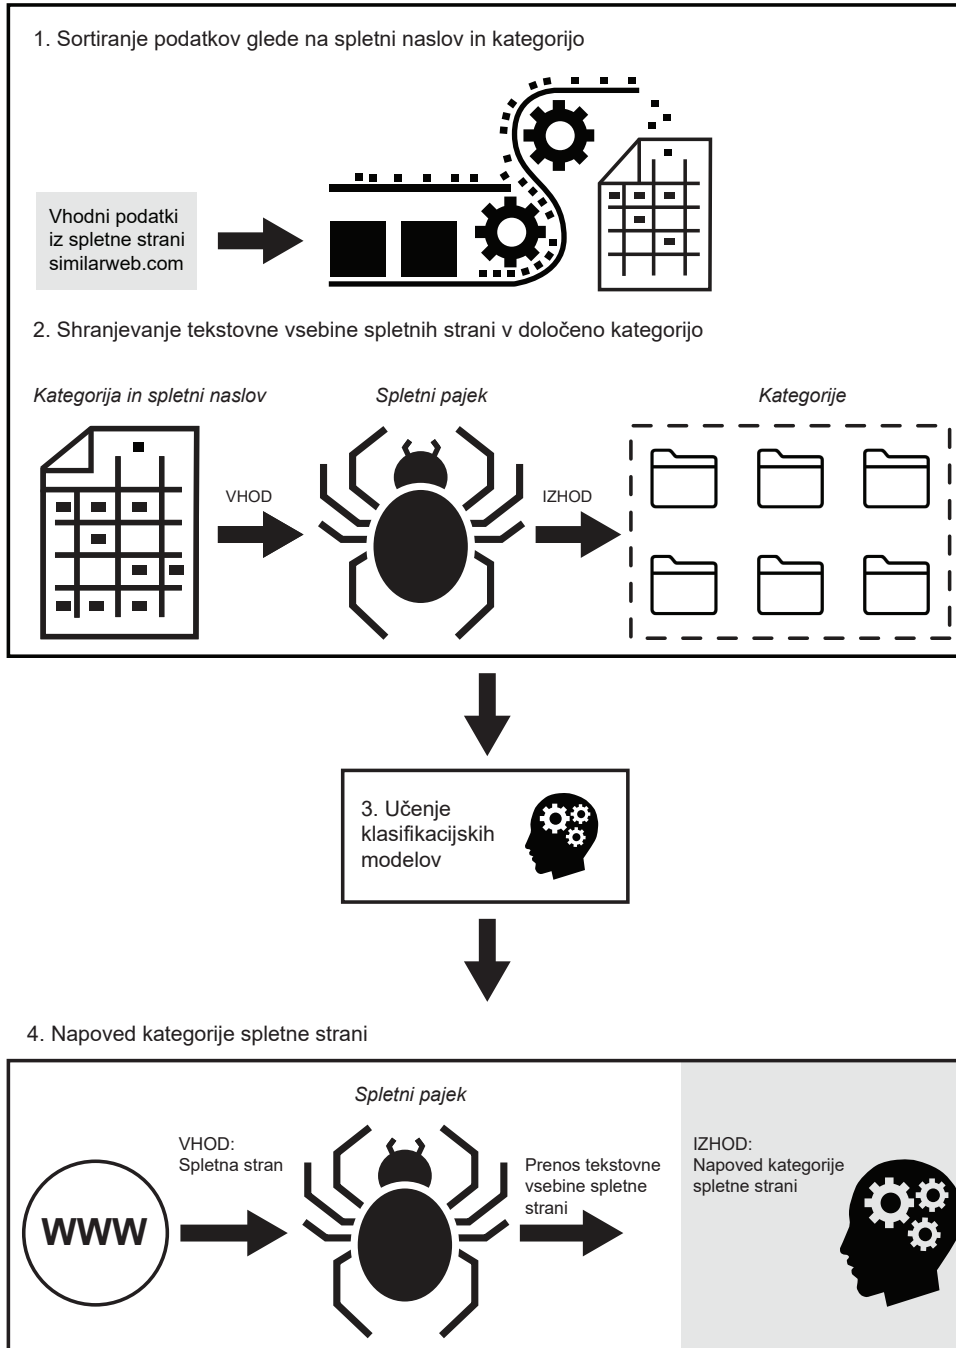 1. Sortiranje podatkov glede na spletni naslov in kategorijo
Vhodni podatki
iz spletne strani
similarweb.com
2. Shranjevanje tekstovne vsebine spletnih strani v določeno kategorijo
Kategorija in spletni naslov
Spletni pajek
Kategorije
VHOD
IZHOD
3. Učenje
klasifikacijskih
modelov
4. Napoved kategorije spletne strani
Spletni pajek
WWW
VHOD:
Spletna stran
Prenos tekstovne
vsebine spletne
strani
IZHOD:
Napoved kategorije
spletne strani